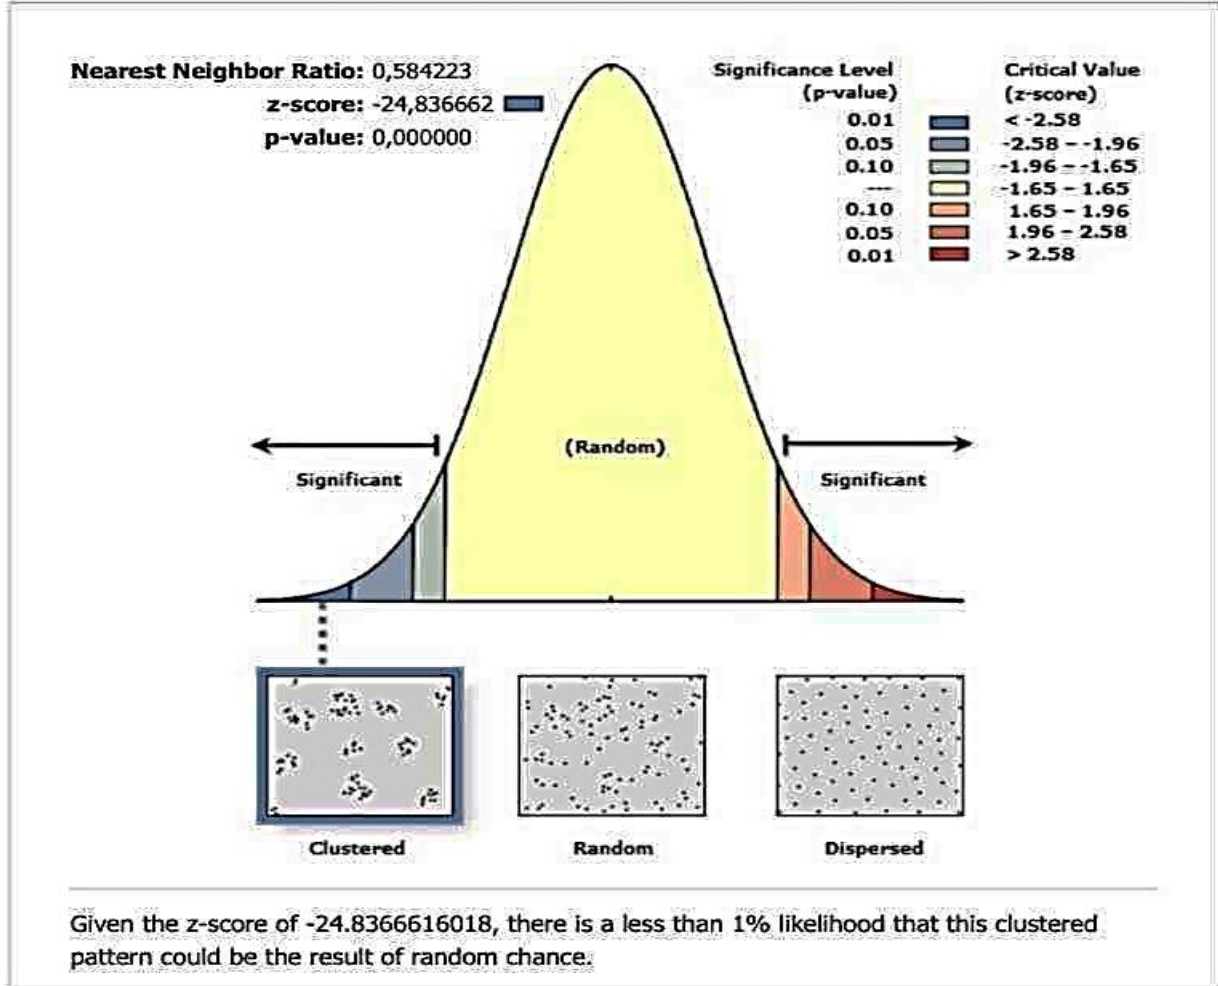 Nearest Neighbor Ratio: 0,584223
z-score: -24,836662
p-value: 0,000000
Significance Level
(p-value)
Critical Value
(z-score)
0.01 < -2.58
0.05 -2.58 - -1.96
0.10 -1.96 - -1.65
--- -1.65 - 1.65
0.10 1.65 - 1.96
0.05 1.96 - 2.58
0.01 > 2.58
(Random)
Significant
Significant
Clustered
Random
Dispersed
Given the z-score of -24.8366616018, there is a less than 1% likelihood that this clustered
pattern could be the result of random chance.